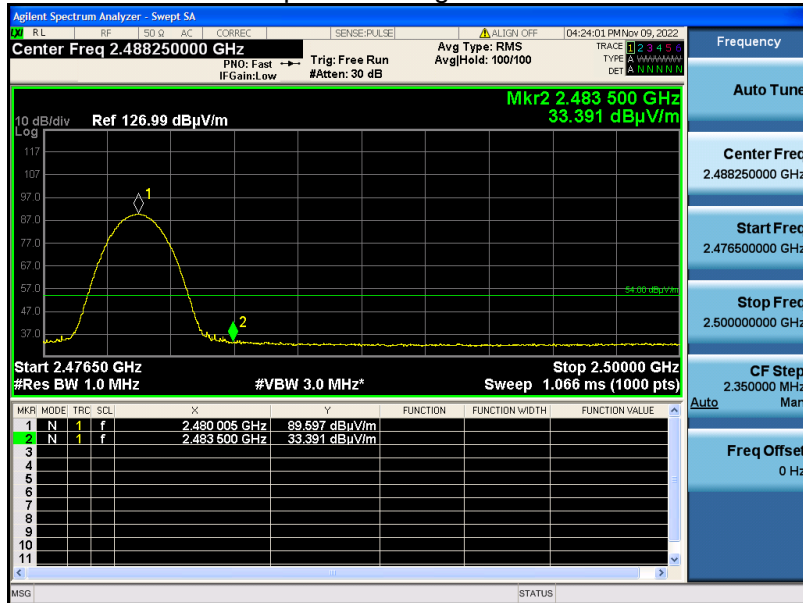 Agilent Spectrum Analyzer - Swept SA
LXI RL RF 50 Ω AC CORREC SENSE:PULSE ALIGN OFF 04:24:01 PM Nov 09, 2022
Center Freq 2.488250000 GHz
PNO: Fast
IFGain:Low
Trig: Free Run
#Atten: 30 dB
Avg Type: RMS
Avg|Hold: 100/100
TRACE 1 2 3 4 5 6
TYPE A WWWWW
DET A N N N N N
Mkr2 2.483 500 GHz
33.391 dBµV/m
10 dB/div Ref 126.99 dBµV/m
Log
117
107
97.0
87.0
77.0
67.0
57.0
47.0
37.0
1
2
54.00 dBµV/m
Start 2.47650 GHz Stop 2.50000 GHz
#Res BW 1.0 MHz #VBW 3.0 MHz* Sweep 1.066 ms (1000 pts)
MKR MODE TRC SCL X Y FUNCTION FUNCTION WIDTH FUNCTION VALUE
1 N 1 f 2.480 005 GHz 89.597 dBµV/m
2 N 1 f 2.483 500 GHz 33.391 dBµV/m
3
4
5
6
7
8
9
10
11
MSG STATUS
Frequency
Auto Tune
Center Freq
2.488250000 GHz
Start Freq
2.476500000 GHz
Stop Freq
2.500000000 GHz
CF Step
2.350000 MHz
Auto Man
Freq Offset
0 Hz